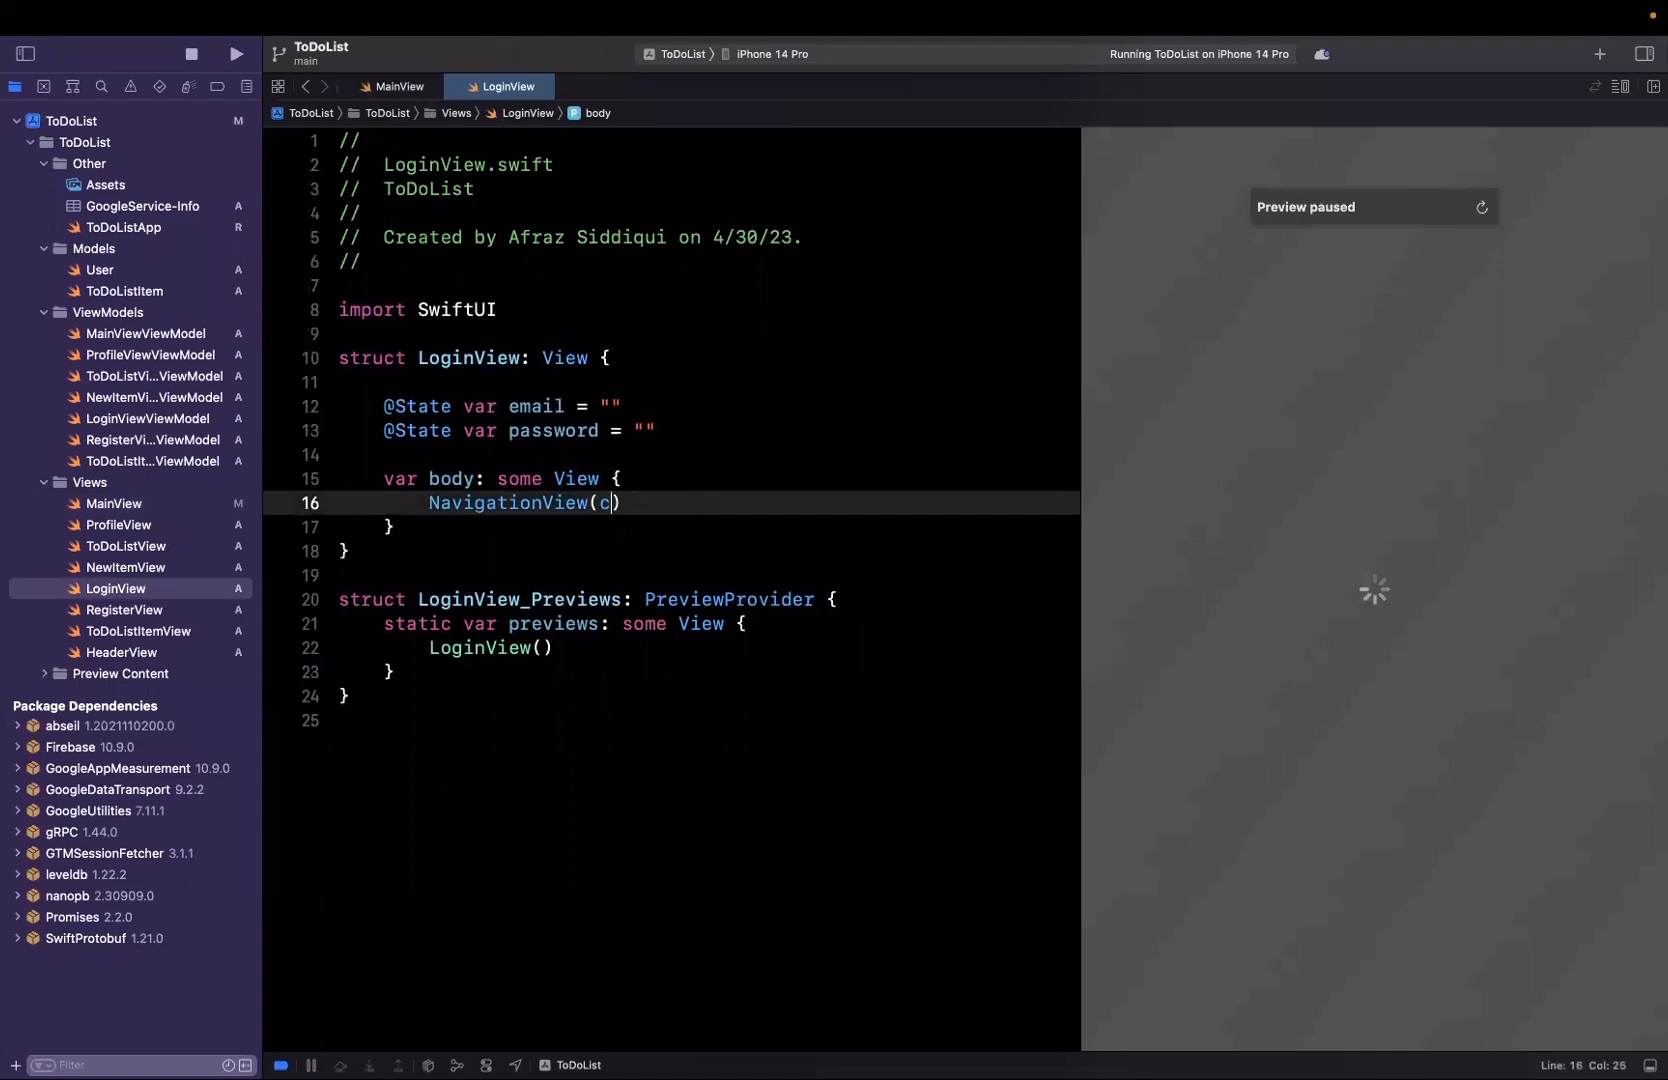 ToDoList
main
ToDoList
iPhone 14 Pro
Running ToDoList on iPhone 14 Pro
MainView
LoginView
ToDoList
ToDoList
Views
LoginView
P
body
ToDoList M
ToDoList
Other
Assets
GoogleService-Info A
ToDoListApp R
Models
User A
ToDoListItem A
ViewModels
MainViewViewModel A
ProfileViewViewModel A
ToDoListVi...ViewModel A
NewItemVi...ViewModel A
LoginViewViewModel A
RegisterVi...ViewModel A
ToDoListIt...ViewModel A
Views
MainView M
ProfileView A
ToDoListView A
NewItemView A
LoginView A
RegisterView A
ToDoListItemView A
HeaderView A
Preview Content
Package Dependencies
abseil 1.2021110200.0
Firebase 10.9.0
GoogleAppMeasurement 10.9.0
GoogleDataTransport 9.2.2
GoogleUtilities 7.11.1
gRPC 1.44.0
GTMSessionFetcher 3.1.1
leveldb 1.22.2
nanopb 2.30909.0
Promises 2.2.0
SwiftProtobuf 1.21.0
Filter
1 //
2 // LoginView.swift
3 // ToDoList
4 //
5 // Created by Afraz Siddiqui on 4/30/23.
6 //
7
8 import SwiftUI
9
10 struct LoginView: View {
11
12 @State var email = ""
13 @State var password = ""
14
15 var body: some View {
16 NavigationView(c)
17 }
18 }
19
20 struct LoginView_Previews: PreviewProvider {
21 static var previews: some View {
22 LoginView()
23 }
24 }
25
Preview paused
ToDoList
Line: 16 Col: 25